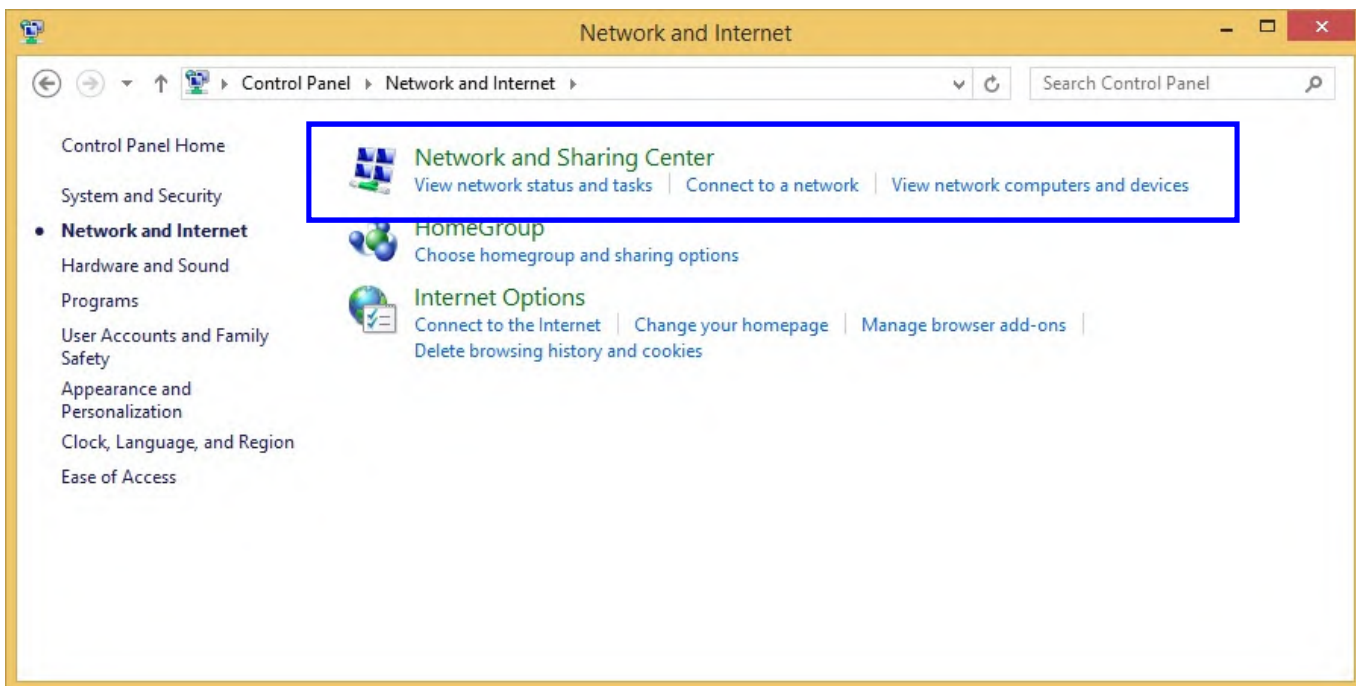 Network and Internet
Control Panel Network and Internet Search Control Panel
Control Panel Home
System and Security
Network and Internet
Hardware and Sound
Programs
User Accounts and Family
Safety
Appearance and
Personalization
Clock, Language, and Region
Ease of Access
Network and Sharing Center
View network status and tasks Connect to a network View network computers and devices
HomeGroup
Choose homegroup and sharing options
Internet Options
Connect to the Internet Change your homepage Manage browser add-ons
Delete browsing history and cookies